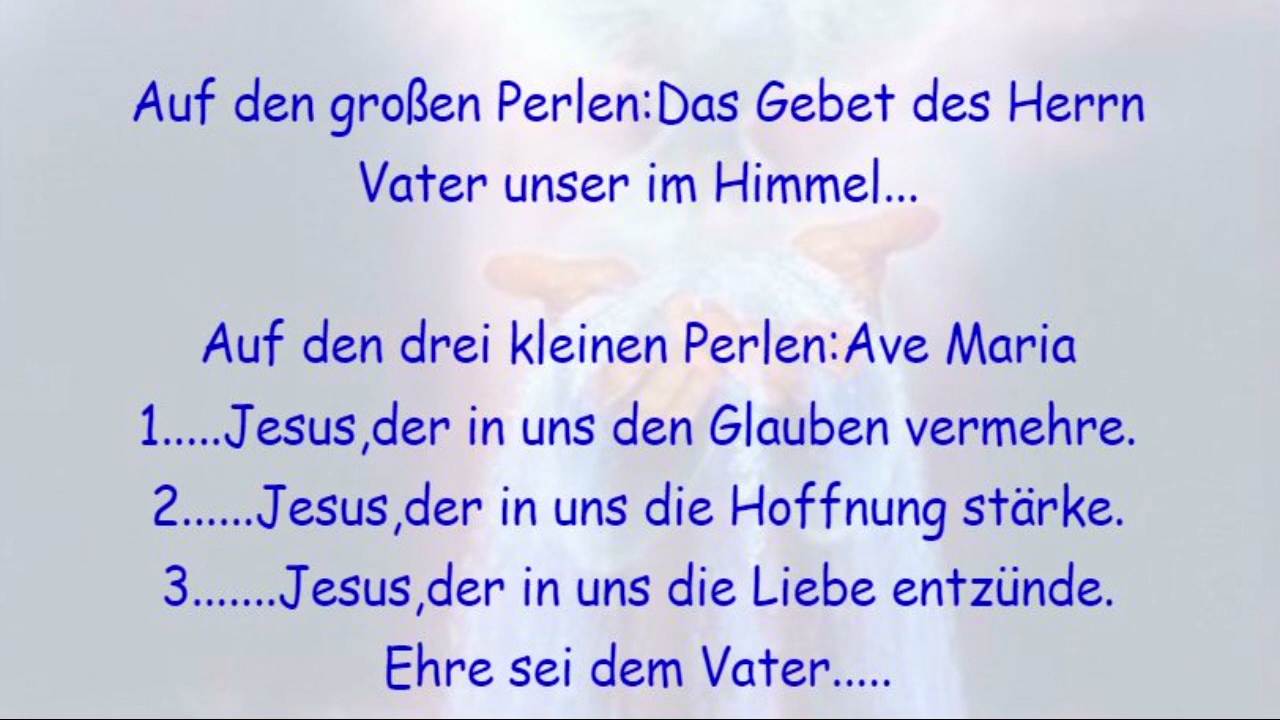 Auf den großen Perlen:Das Gebet des Herrn
Vater unser im Himmel...
Auf den drei kleinen Perlen:Ave Maria
1.....Jesus,der in uns den Glauben vermehre.
2......Jesus,der in uns die Hoffnung stärke.
3.......Jesus,der in uns die Liebe entzünde.
Ehre sei dem Vater.....